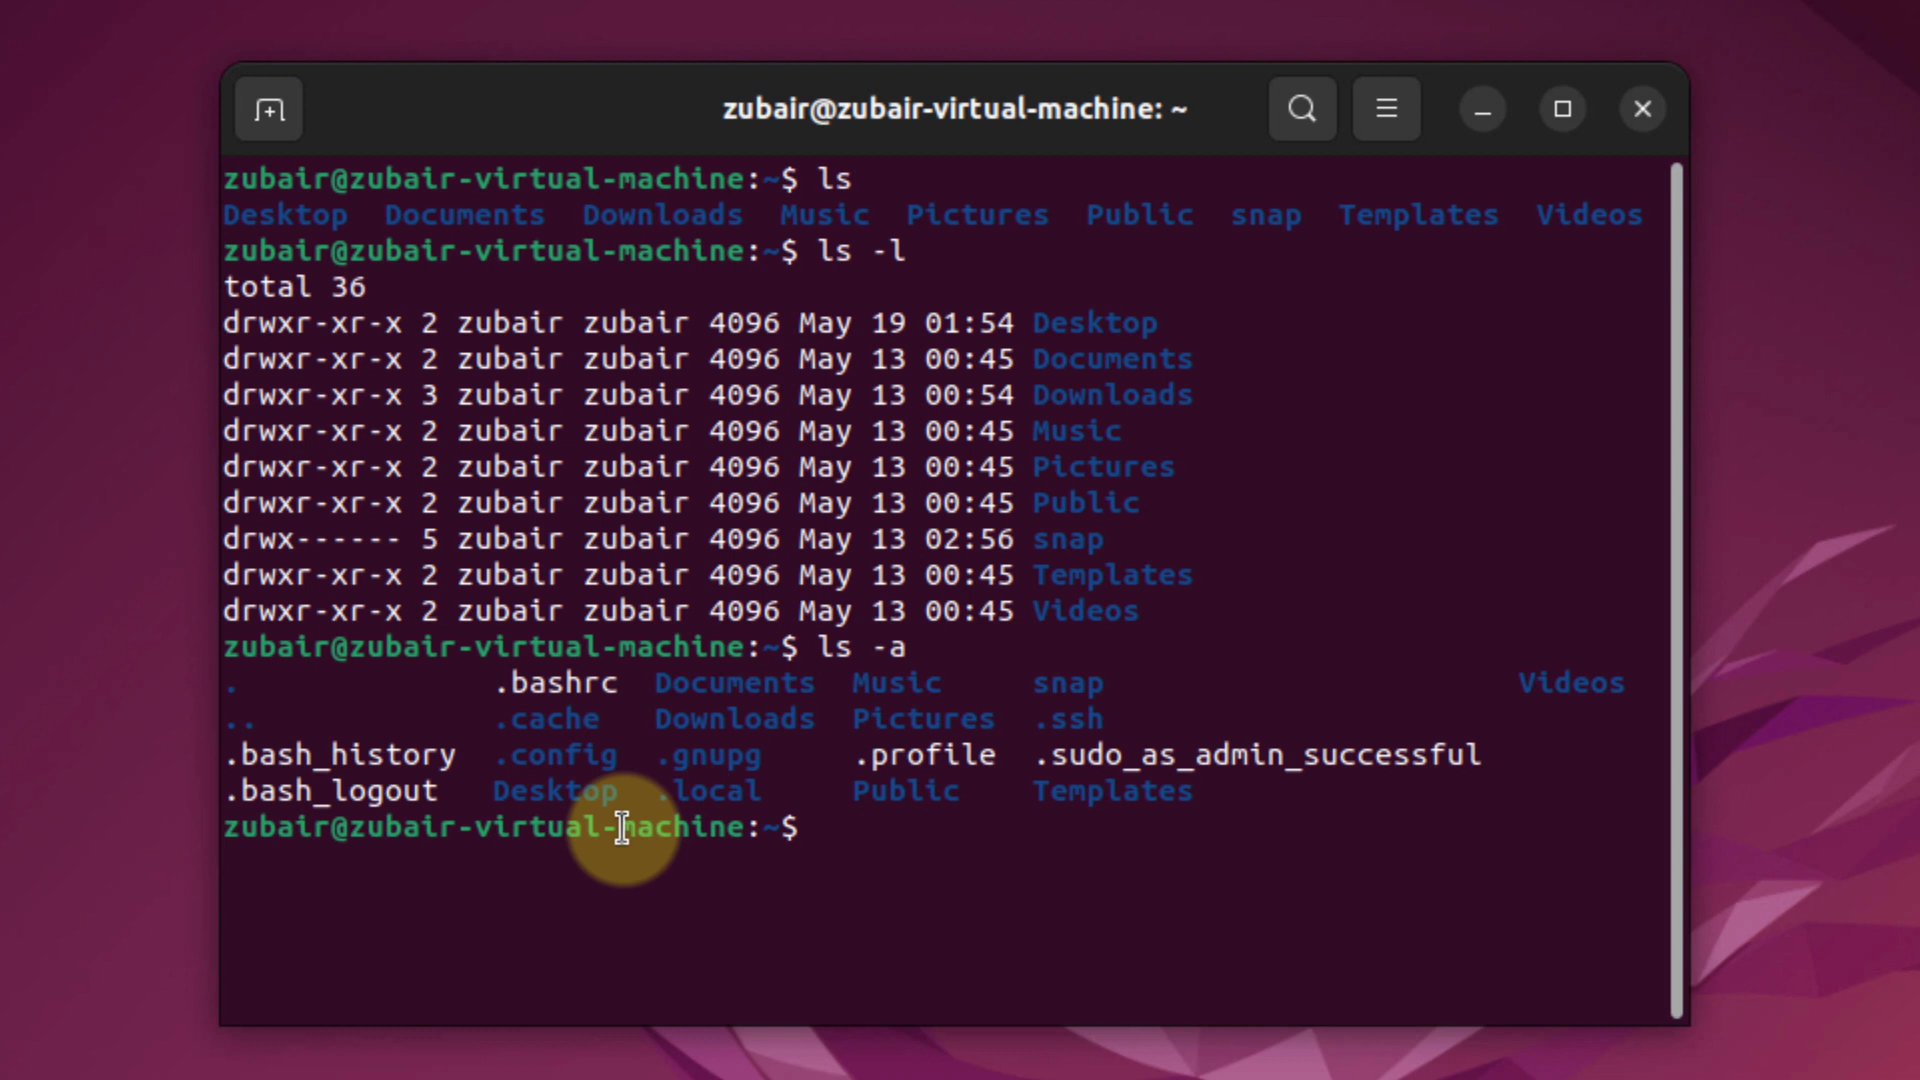 zubair@zubair-virtual-machine: ~
zubair@zubair-virtual-machine:~$ ls
Desktop  Documents  Downloads  Music  Pictures  Public  snap  Templates  Videos
zubair@zubair-virtual-machine:~$ ls -l
total 36
drwxr-xr-x 2 zubair zubair 4096 May 19 01:54 Desktop
drwxr-xr-x 2 zubair zubair 4096 May 13 00:45 Documents
drwxr-xr-x 3 zubair zubair 4096 May 13 00:54 Downloads
drwxr-xr-x 2 zubair zubair 4096 May 13 00:45 Music
drwxr-xr-x 2 zubair zubair 4096 May 13 00:45 Pictures
drwxr-xr-x 2 zubair zubair 4096 May 13 00:45 Public
drwx------ 5 zubair zubair 4096 May 13 02:56 snap
drwxr-xr-x 2 zubair zubair 4096 May 13 00:45 Templates
drwxr-xr-x 2 zubair zubair 4096 May 13 00:45 Videos
zubair@zubair-virtual-machine:~$ ls -a
.              .bashrc  Documents  Music     snap                       Videos
..             .cache   Downloads  Pictures  .ssh
.bash_history  .config  .gnupg     .profile  .sudo_as_admin_successful
.bash_logout   Desktop  .local     Public    Templates
zubair@zubair-virtual-machine:~$